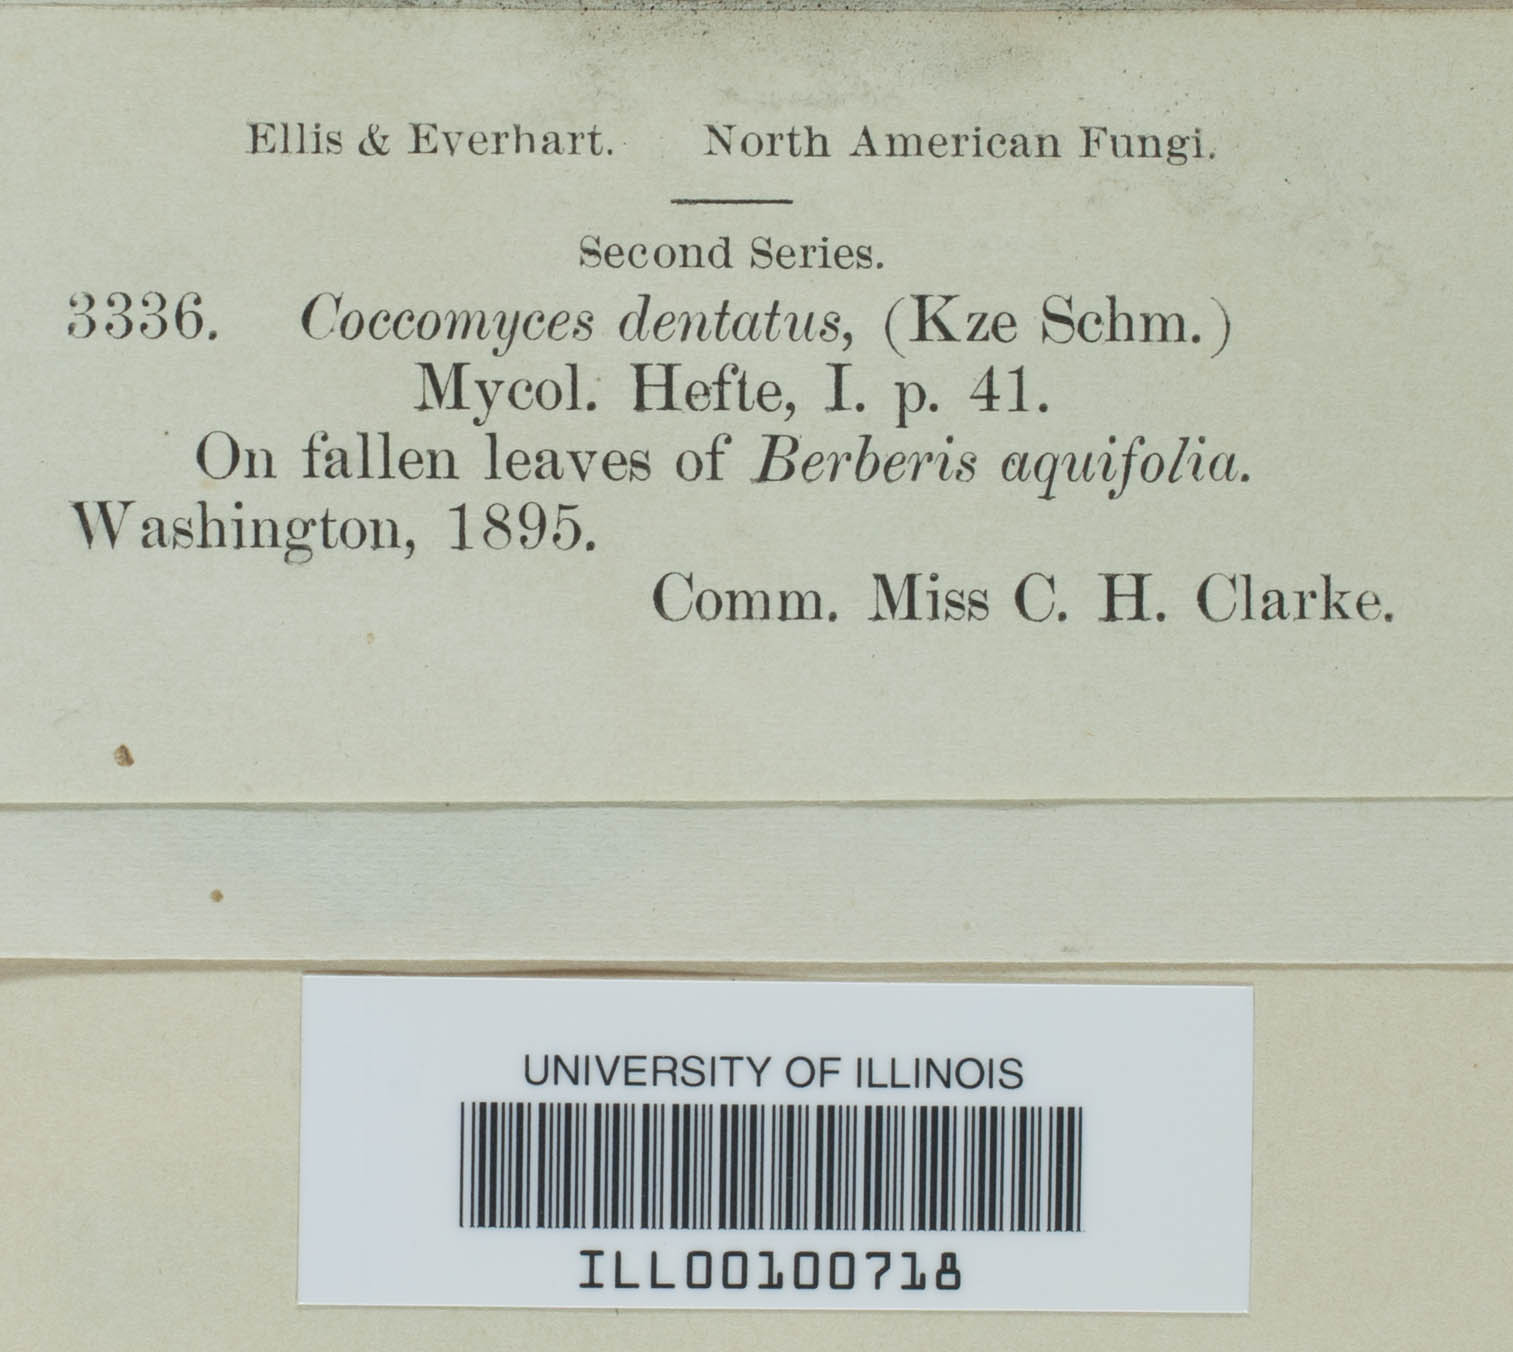 Ellis & Everhart. North American Fungi.
Second Series.
3336. Coccomyces dentatus, (Kze Schm.)
Mycol. Hefte, I. p. 41.
On fallen leaves of Berberis aquifolia.
Washington, 1895.
Comm. Miss C. H. Clarke.
UNIVERSITY OF ILLINOIS
ILL00100718